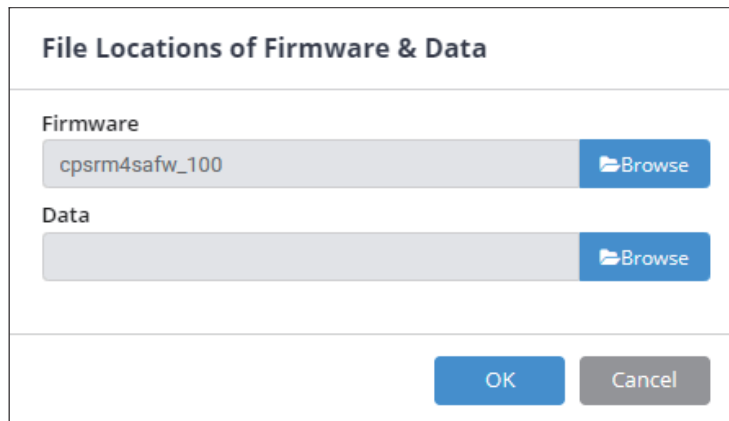 File Locations of Firmware & Data
Firmware
cpsrm4safw_100 Browse
Data
Browse
OK Cancel